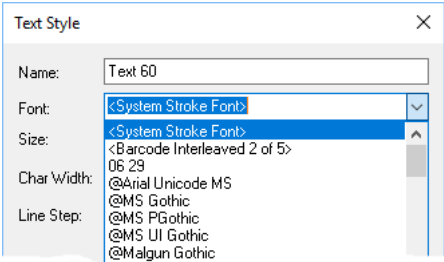 Text Style
Name: Text 60
Font: <System Stroke Font>
Size:
Char Width:
Line Step:
<System Stroke Font>
<Barcode Interleaved 2 of 5>
06 29
@Arial Unicode MS
@MS Gothic
@MS PGothic
@MS UI Gothic
@Malgun Gothic